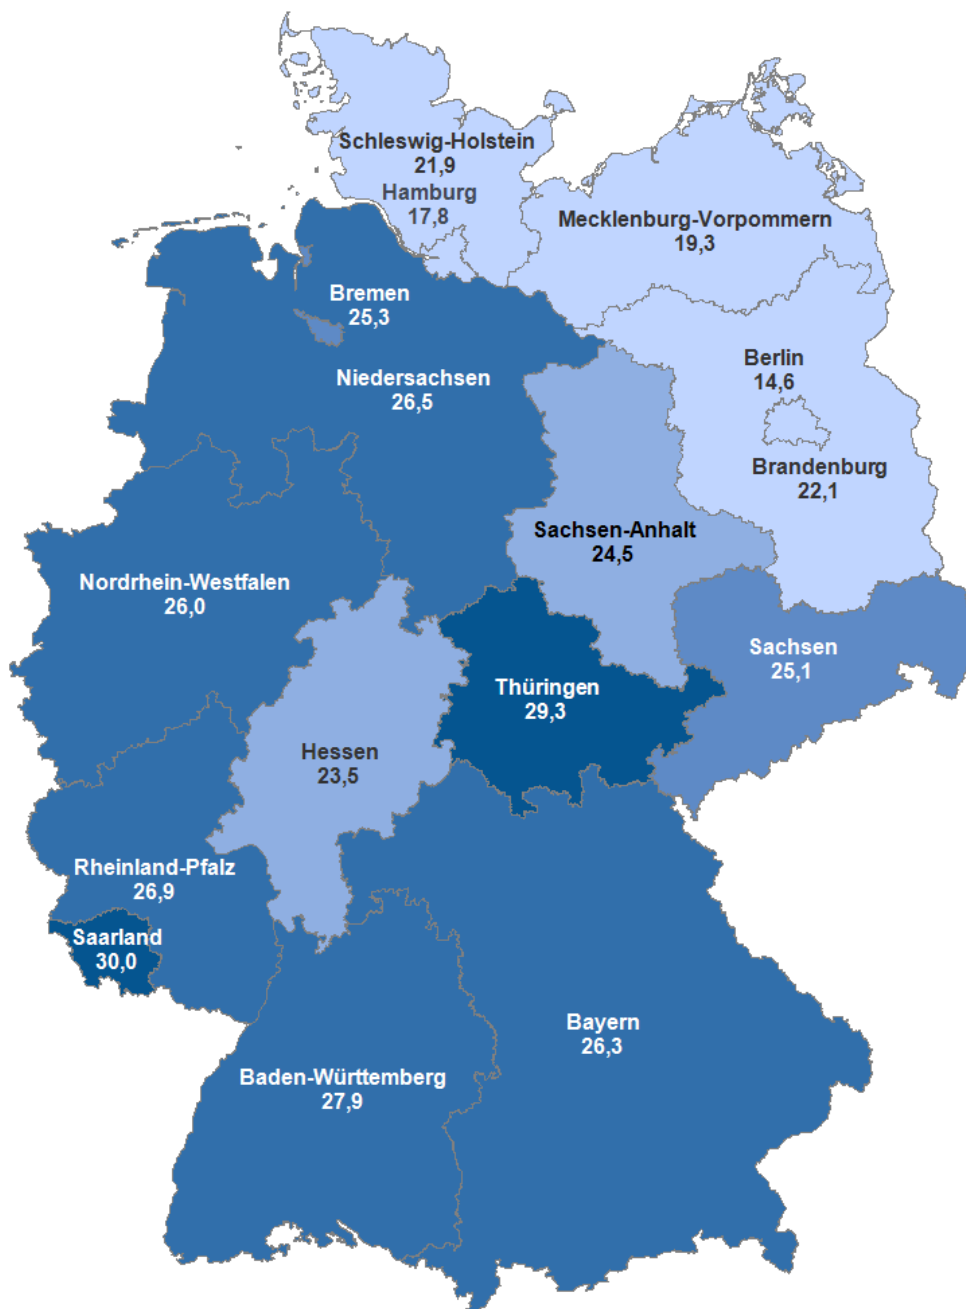 Schleswig-Holstein
21,9
Hamburg
17,8
Mecklenburg-Vorpommern
19,3
Bremen
25,3
Niedersachsen
26,5
Berlin
14,6
Brandenburg
22,1
Sachsen-Anhalt
24,5
Nordrhein-Westfalen
26,0
Sachsen
25,1
Thüringen
29,3
Hessen
23,5
Rheinland-Pfalz
26,9
Saarland
30,0
Bayern
26,3
Baden-Württemberg
27,9